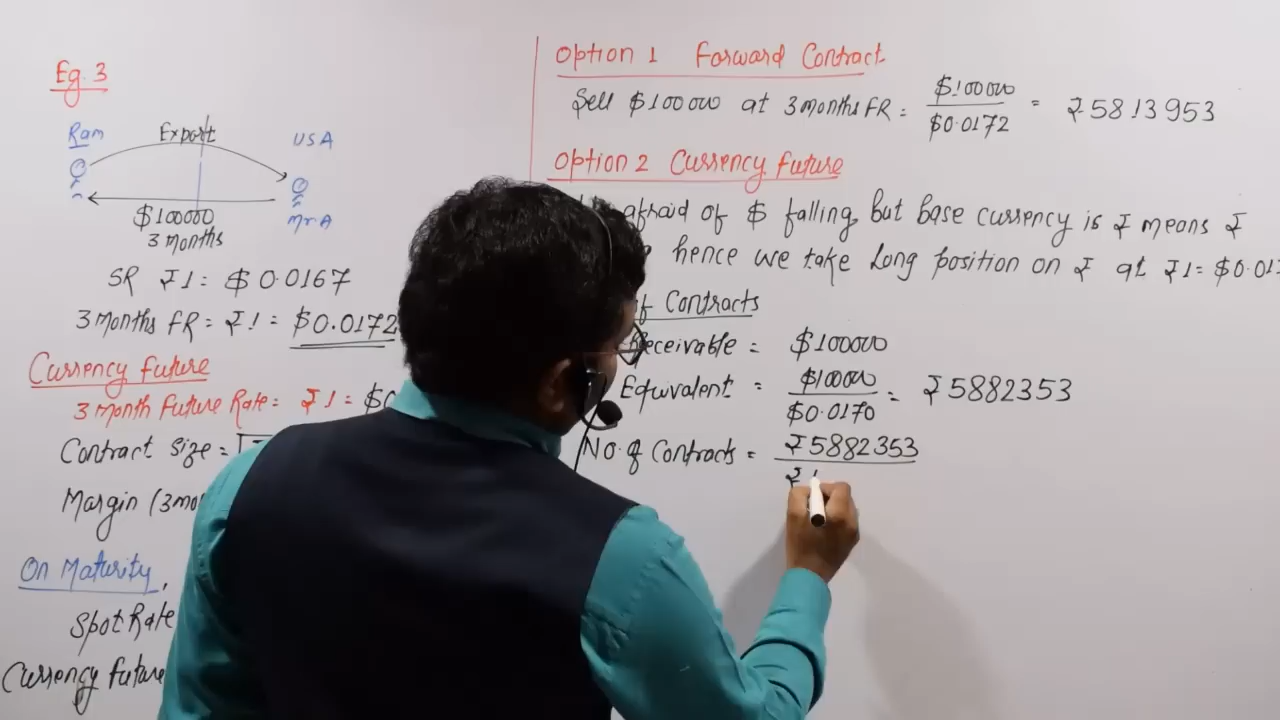 Eg. 3
Ram
Export
USA
$100000
3 months
Mr. A
SR ₹1 = $0.0167
3 Months FR = ₹1 = $0.0172
Currency Future
3 Month Future Rate = ₹1 = $0
Contract Size =
Margin (3 mo
On Maturity
Spot Rate
Currency Future
Option 1 Forward Contract
Sell $100000 at 3 months FR = $100000
$0.0172
= ₹5813953
Option 2 Currency Future
afraid of $ falling, but base currency is ₹ means ₹
hence we take Long position on ₹ at ₹1 = $0.01
of Contracts
Receivable = $100000
Equivalent = $100000
$0.0170
= ₹5882353
No. of Contracts = ₹5882353
₹